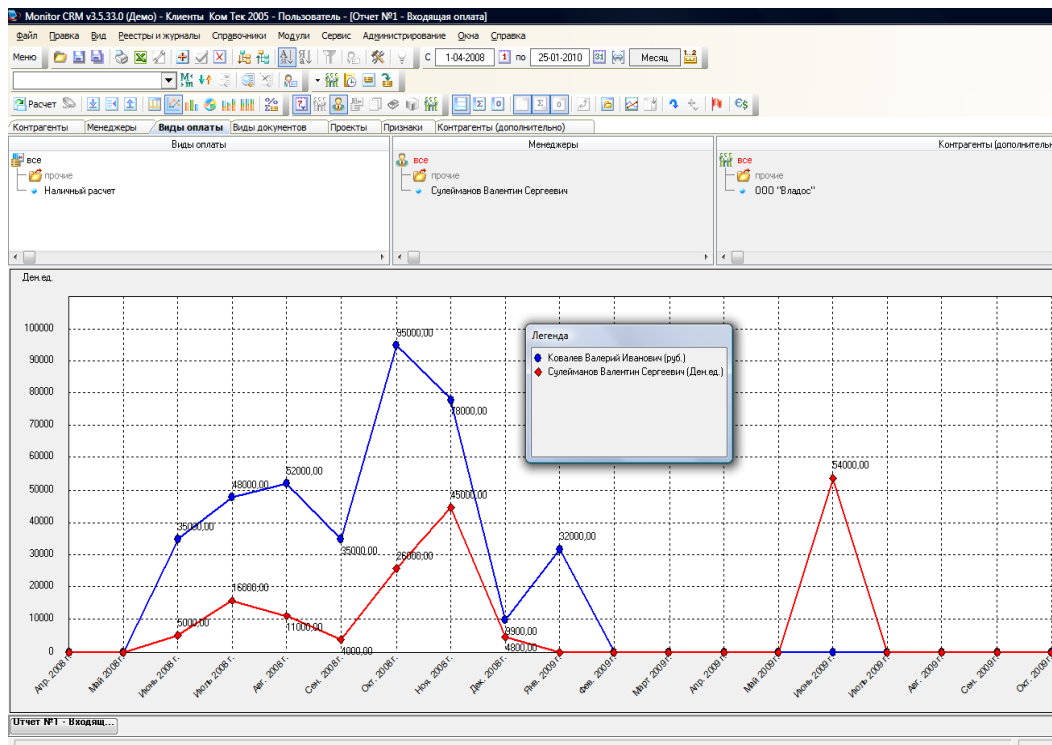 Monitor CRM v3.5.33.0 (Демо) - Клиенты Ком Тек 2005 - Пользователь - [Отчет №1 - Входящая оплата]
Файл Правка Вид Реестры и журналы Справочники Модули Сервис Администрирование Окна Справка
Меню С 1-04-2008 1 по 25-01-2010 31 Месяц 1..2
Расчет
Контрагенты Менеджеры Виды оплаты Виды документов Проекты Признаки Контрагенты (дополнительно)
Виды оплаты Менеджеры Контрагенты (дополнитель
все все все
прочие прочие прочие
Наличный расчет Сулейманов Валентин Сергеевич ООО "Владос"
Ден.ед.
100000
90000
80000
70000
60000
50000
40000
30000
20000
10000
0
95000,00
78000,00
52000,00
48000,00
35000,00
35000,00
32000,00
9900,00
54000,00
45000,00
26000,00
16000,00
11000,00
5000,00
4000,00
4800,00
Легенда
Ковалев Валерий Иванович (руб.)
Сулейманов Валентин Сергеевич (Ден.ед.)
Апр. 2008 г.
Май 2008 г.
Июнь 2008 г.
Июль 2008 г.
Авг. 2008 г.
Сен. 2008 г.
Окт. 2008 г.
Ноя. 2008 г.
Дек. 2008 г.
Янв. 2009 г.
Фев. 2009 г.
Март 2009 г.
Апр. 2009 г.
Май 2009 г.
Июнь 2009 г.
Июль 2009 г.
Авг. 2009 г.
Сен. 2009 г.
Окт. 2009 г.
Отчет №1 - Входящ...